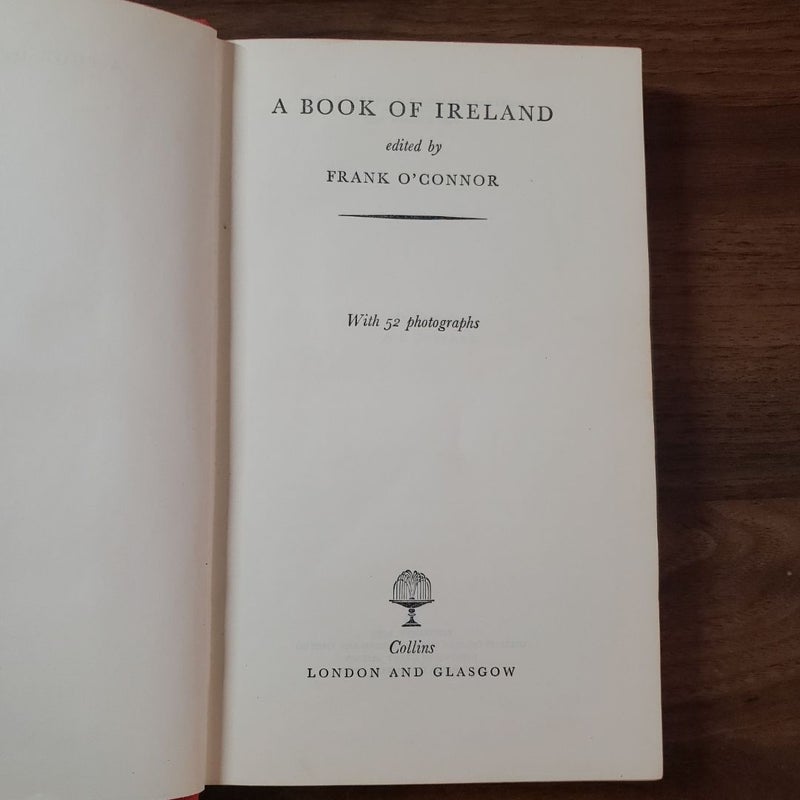 A BOOK OF IRELAND
edited by
FRANK O'CONNOR
With 52 photographs
Collins
LONDON AND GLASGOW